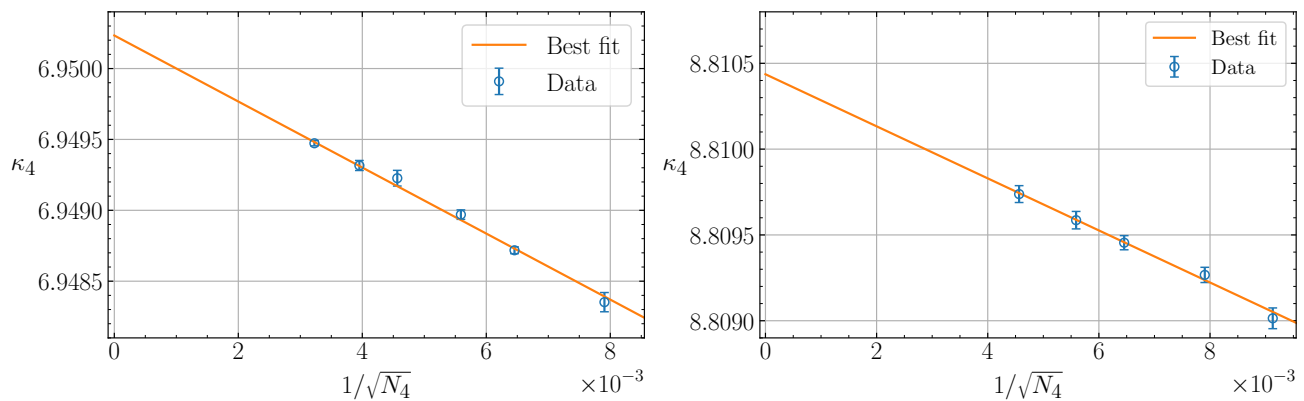 6.9500
6.9495
6.9490
6.9485
κ₄
Best fit
Data
0
2
4
6
8
1/√N₄
×10⁻³
8.8105
8.8100
8.8095
8.8090
κ₄
Best fit
Data
0
2
4
6
8
1/√N₄
×10⁻³